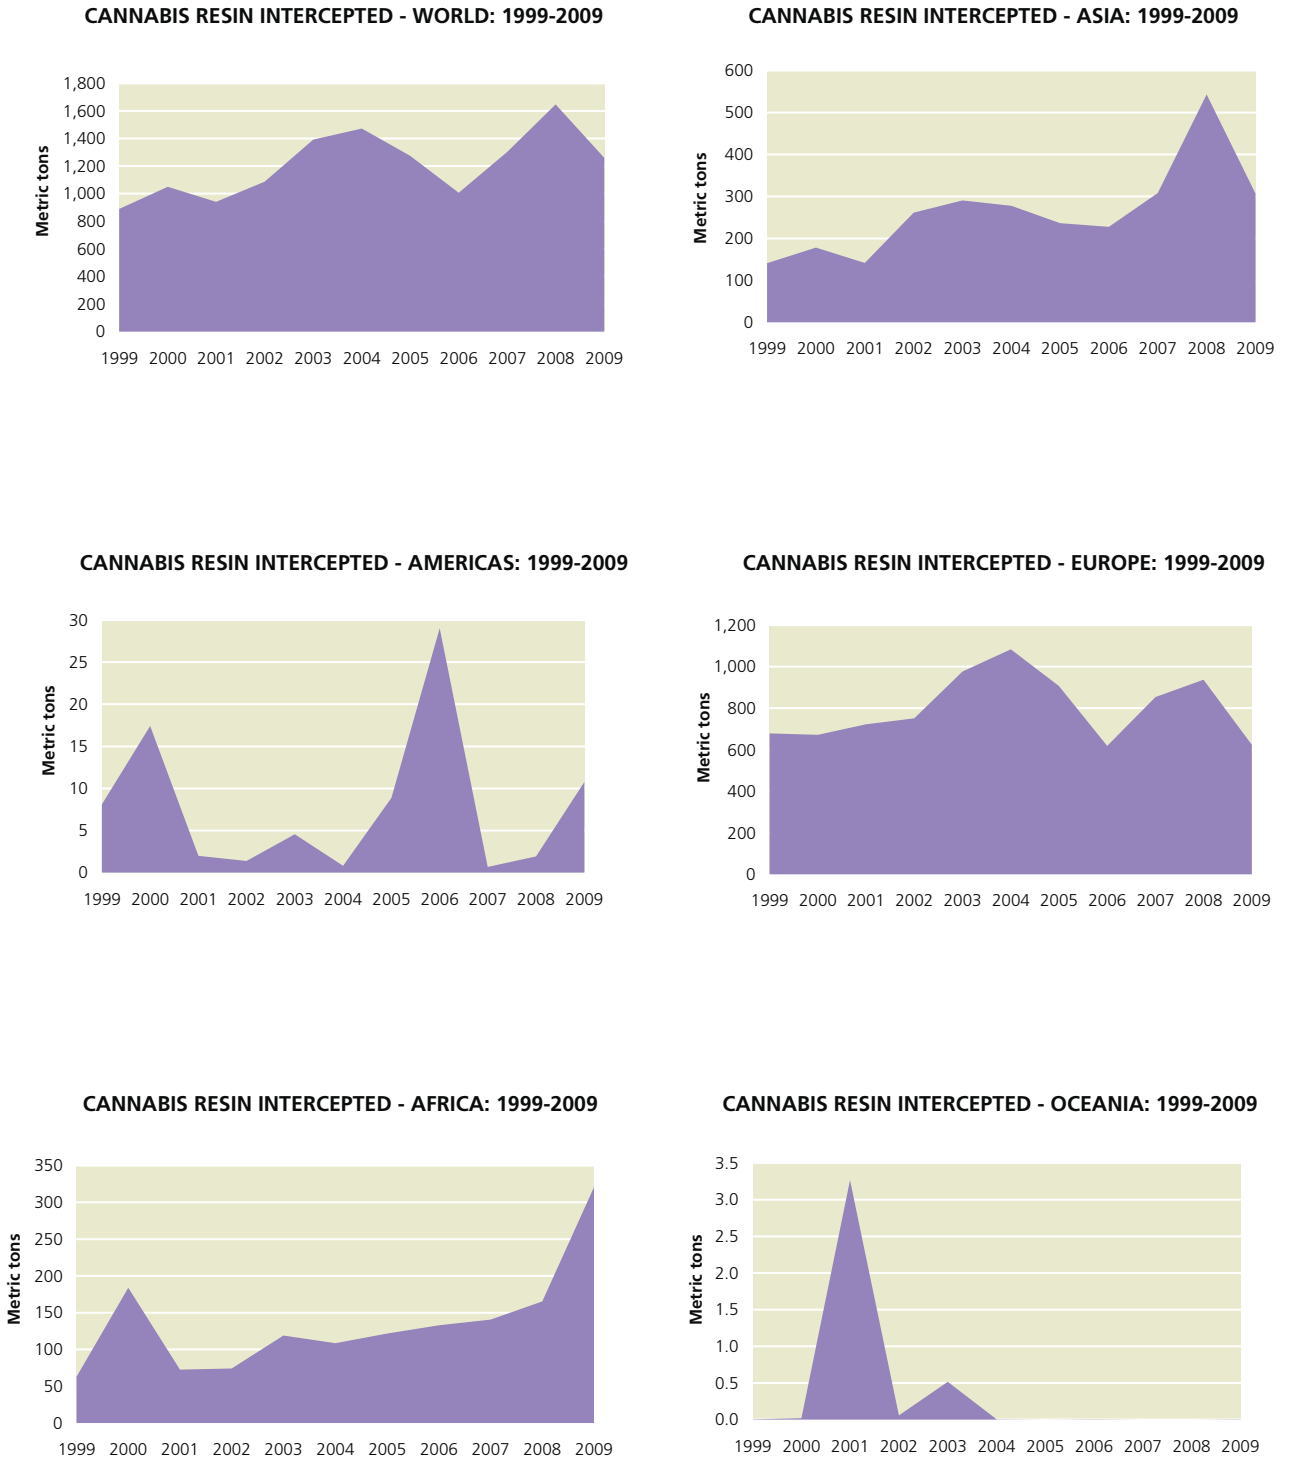 CANNABIS RESIN INTERCEPTED - WORLD: 1999-2009
Metric tons
1,800
1,600
1,400
1,200
1,000
800
600
400
200
0
1999 2000 2001 2002 2003 2004 2005 2006 2007 2008 2009
CANNABIS RESIN INTERCEPTED - ASIA: 1999-2009
Metric tons
600
500
400
300
200
100
0
1999 2000 2001 2002 2003 2004 2005 2006 2007 2008 2009
CANNABIS RESIN INTERCEPTED - AMERICAS: 1999-2009
Metric tons
30
25
20
15
10
5
0
1999 2000 2001 2002 2003 2004 2005 2006 2007 2008 2009
CANNABIS RESIN INTERCEPTED - EUROPE: 1999-2009
Metric tons
1,200
1,000
800
600
400
200
0
1999 2000 2001 2002 2003 2004 2005 2006 2007 2008 2009
CANNABIS RESIN INTERCEPTED - AFRICA: 1999-2009
Metric tons
350
300
250
200
150
100
50
0
1999 2000 2001 2002 2003 2004 2005 2006 2007 2008 2009
CANNABIS RESIN INTERCEPTED - OCEANIA: 1999-2009
Metric tons
3.5
3.0
2.5
2.0
1.5
1.0
0.5
0.0
1999 2000 2001 2002 2003 2004 2005 2006 2007 2008 2009